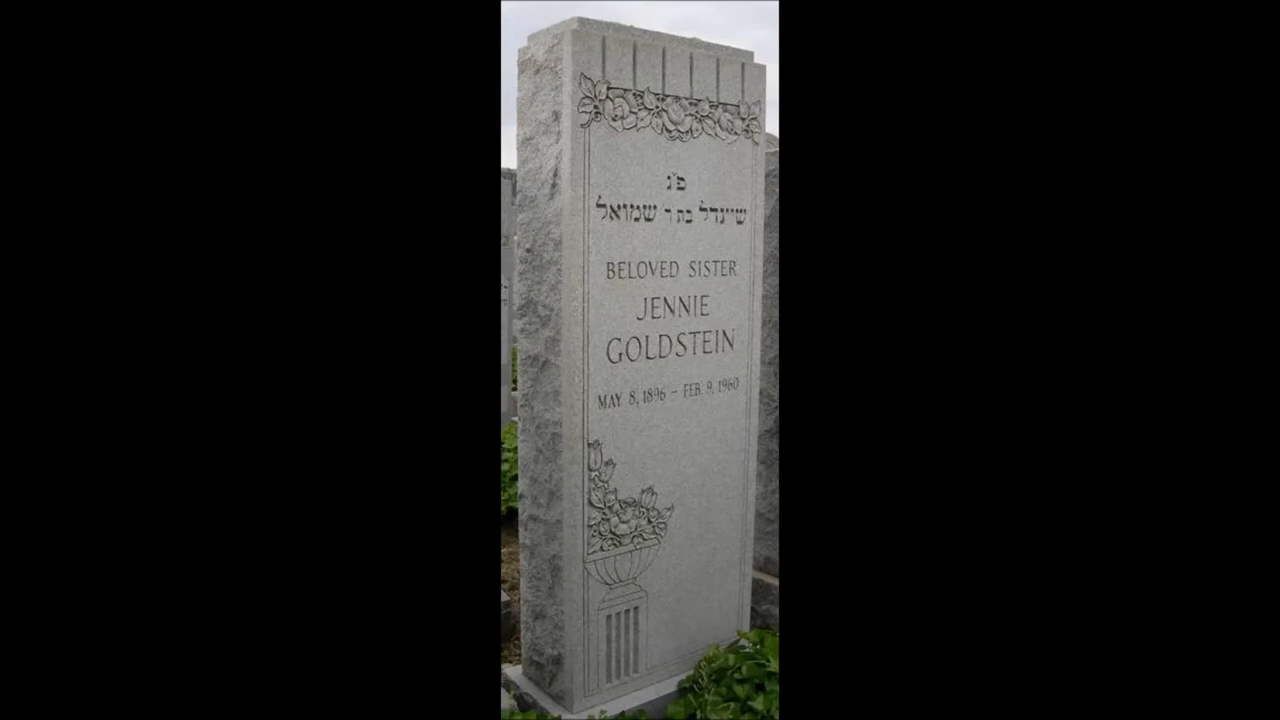 פ"נ
שיינדל בת ר' שמואל
BELOVED SISTER
JENNIE
GOLDSTEIN
MAY 8, 1896 – FEB. 9, 1960